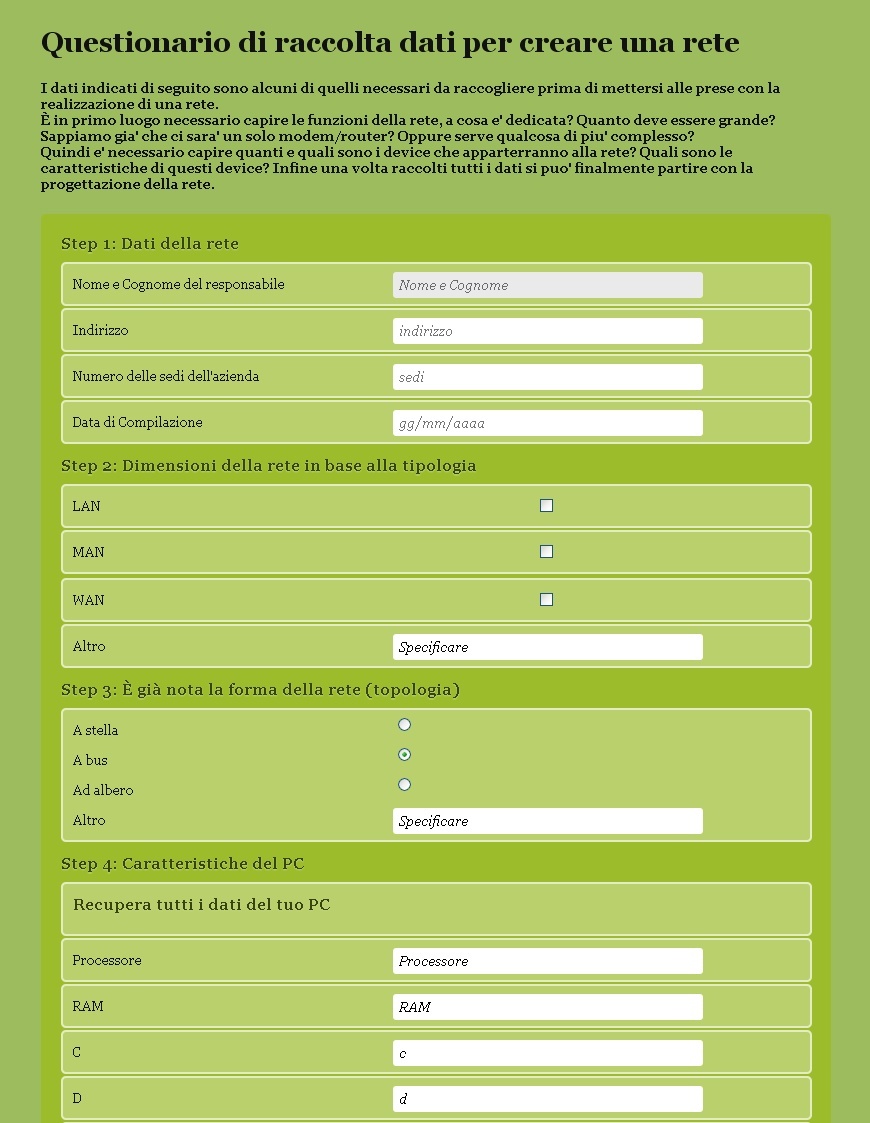 Questionario di raccolta dati per creare una rete
I dati indicati di seguito sono alcuni di quelli necessari da raccogliere prima di mettersi alle prese con la
realizzazione di una rete.
È in primo luogo necessario capire le funzioni della rete, a cosa e' dedicata? Quanto deve essere grande?
Sappiamo gia' che ci sara' un solo modem/router? Oppure serve qualcosa di piu' complesso?
Quindi e' necessario capire quanti e quali sono i device che apparterranno alla rete? Quali sono le
caratteristiche di questi device? Infine una volta raccolti tutti i dati si puo' finalmente partire con la
progettazione della rete.
Step 1: Dati della rete
Nome e Cognome del responsabile Nome e Cognome
Indirizzo indirizzo
Numero delle sedi dell'azienda sedi
Data di Compilazione gg/mm/aaaa
Step 2: Dimensioni della rete in base alla tipologia
LAN
MAN
WAN
Altro Specificare
Step 3: È già nota la forma della rete (topologia)
A stella
A bus
Ad albero
Altro Specificare
Step 4: Caratteristiche del PC
Recupera tutti i dati del tuo PC
Processore Processore
RAM RAM
C c
D d